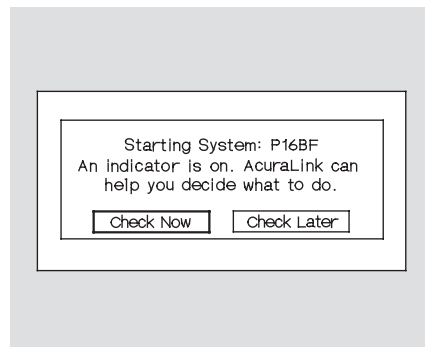 Starting System: P16BF
An indicator is on. AcuraLink can
help you decide what to do.
Check Now Check Later